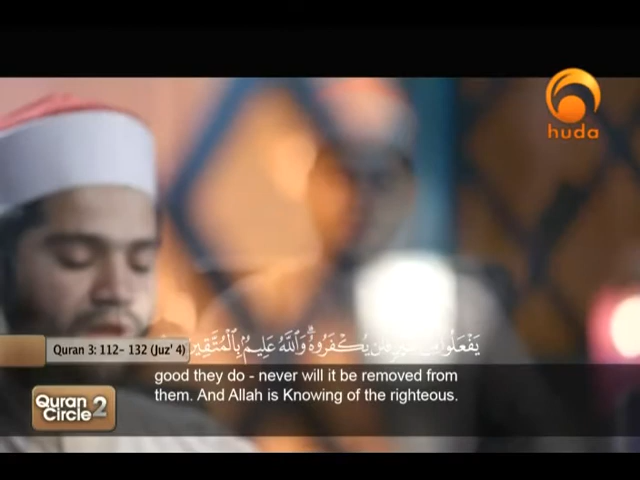 huda
يَفْعَلُوا مِنْ خَيْرٍ فَلَنْ يُكْفَرُوهُ ۗ وَاللَّهُ عَلِيمٌ بِالْمُتَّقِينَ
Quran 3: 112- 132 (Juz' 4)
good they do - never will it be removed from
them. And Allah is Knowing of the righteous.
Quran
Circle 2